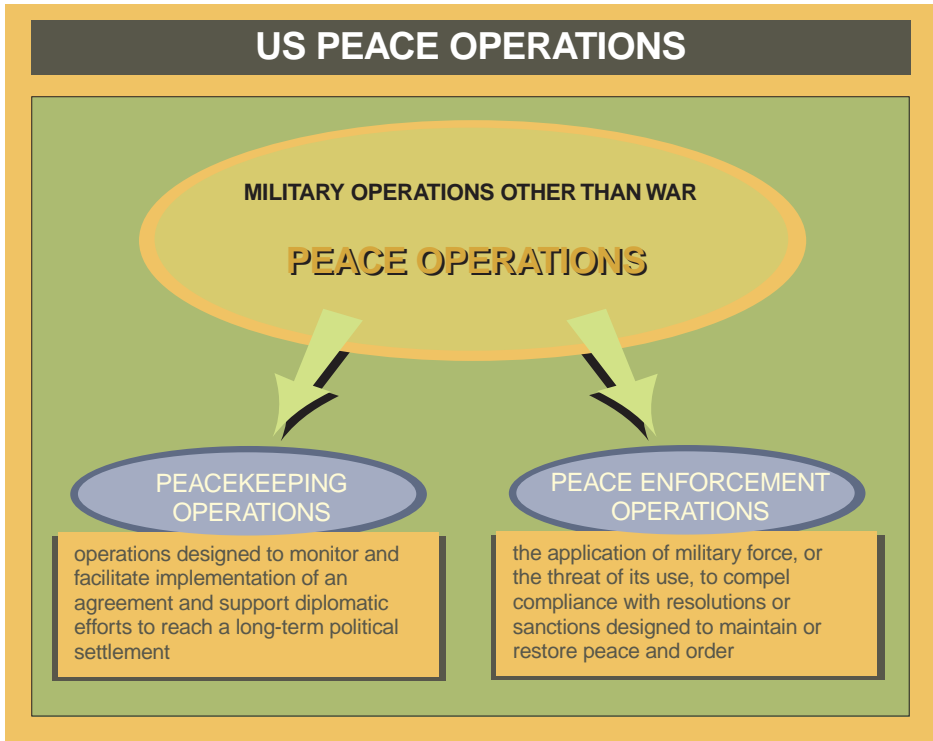 US PEACE OPERATIONS
MILITARY OPERATIONS OTHER THAN WAR
PEACE OPERATIONS
PEACEKEEPING
OPERATIONS
operations designed to monitor and
facilitate implementation of an
agreement and support diplomatic
efforts to reach a long-term political
settlement
PEACE ENFORCEMENT
OPERATIONS
the application of military force, or
the threat of its use, to compel
compliance with resolutions or
sanctions designed to maintain or
restore peace and order